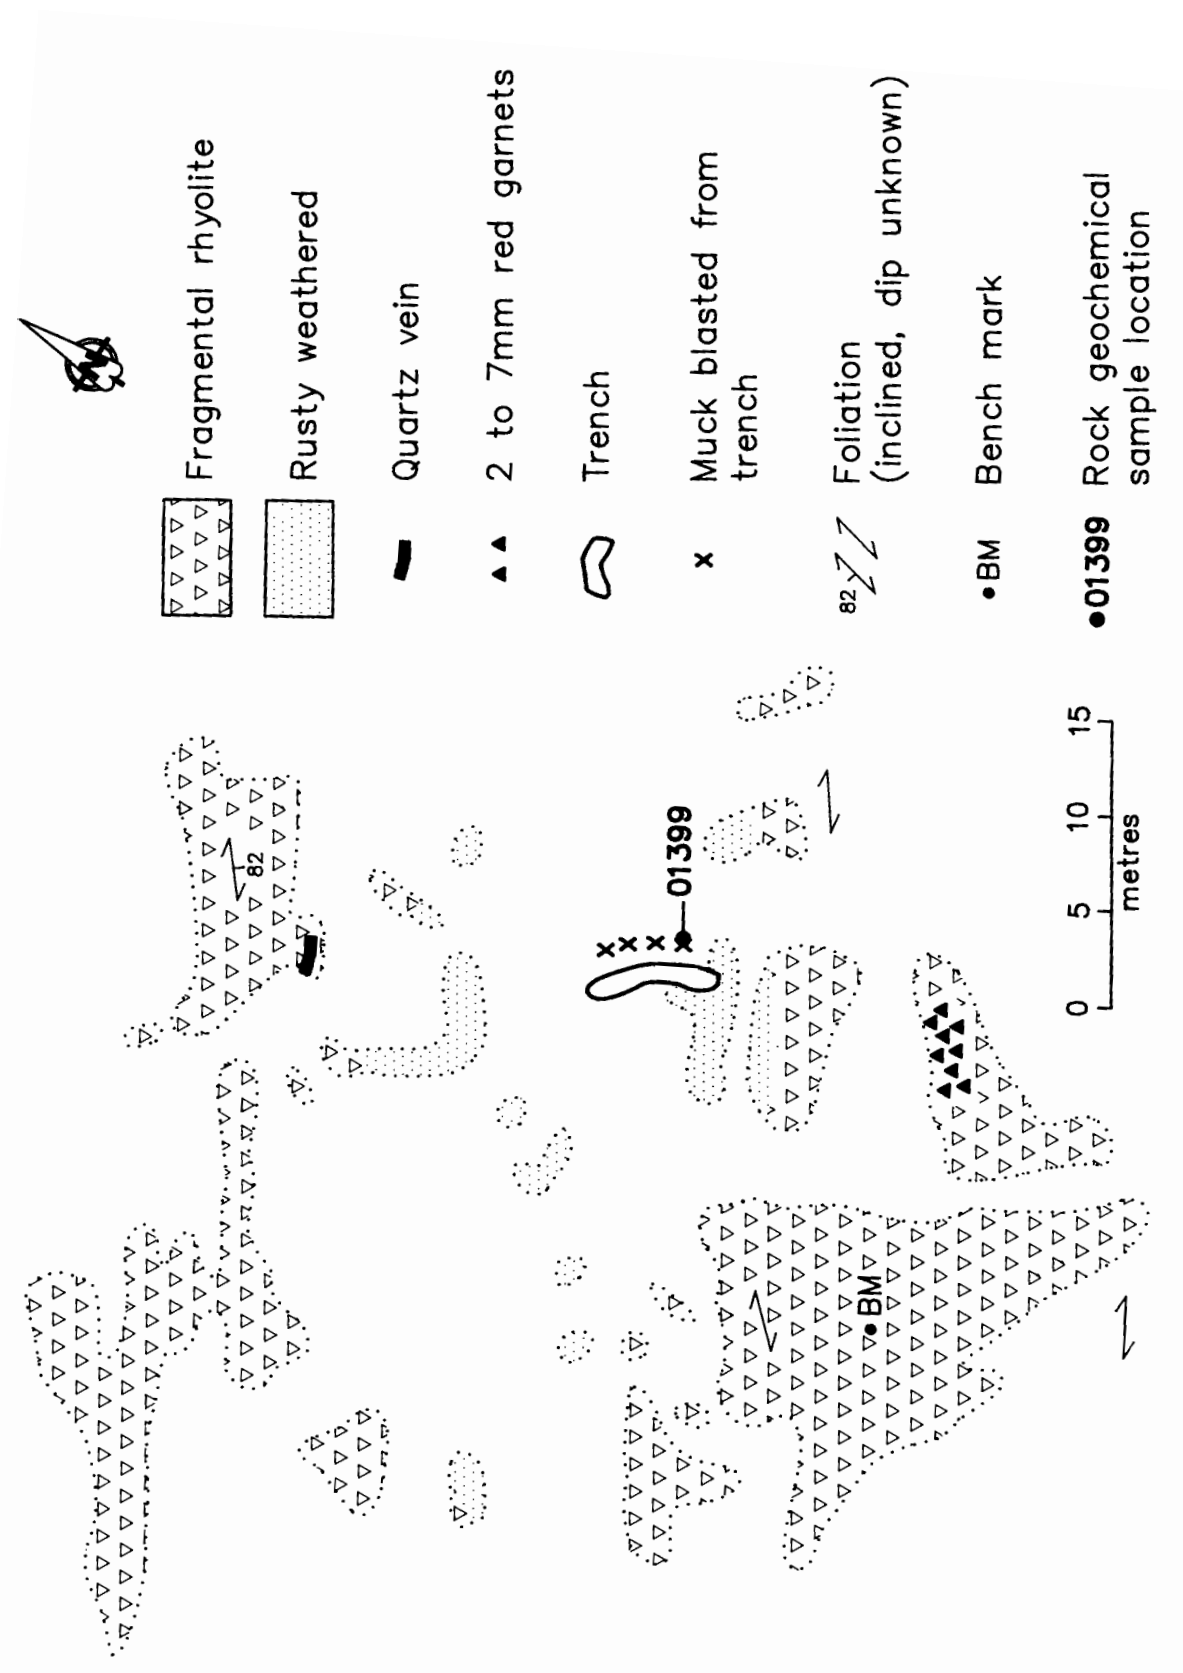 N
Fragmental rhyolite
Rusty weathered
Quartz vein
2 to 7mm red garnets
Trench
x Muck blasted from
trench
82 Foliation
(inclined, dip unknown)
•BM Bench mark
●01399 Rock geochemical
sample location
82
01399
BM
0 5 10 15
metres